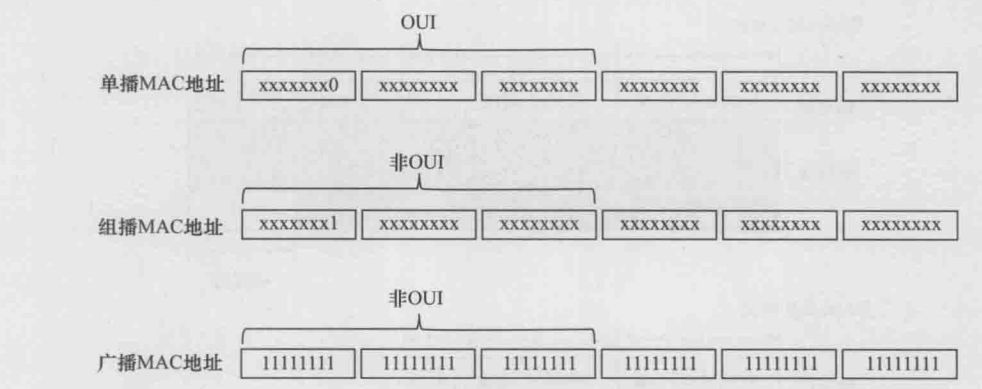 OUI
单播MAC地址 xxxxxxx0 xxxxxxxx xxxxxxxx xxxxxxxx xxxxxxxx xxxxxxxx
非OUI
组播MAC地址 xxxxxxx1 xxxxxxxx xxxxxxxx xxxxxxxx xxxxxxxx xxxxxxxx
非OUI
广播MAC地址 11111111 11111111 11111111 11111111 11111111 11111111